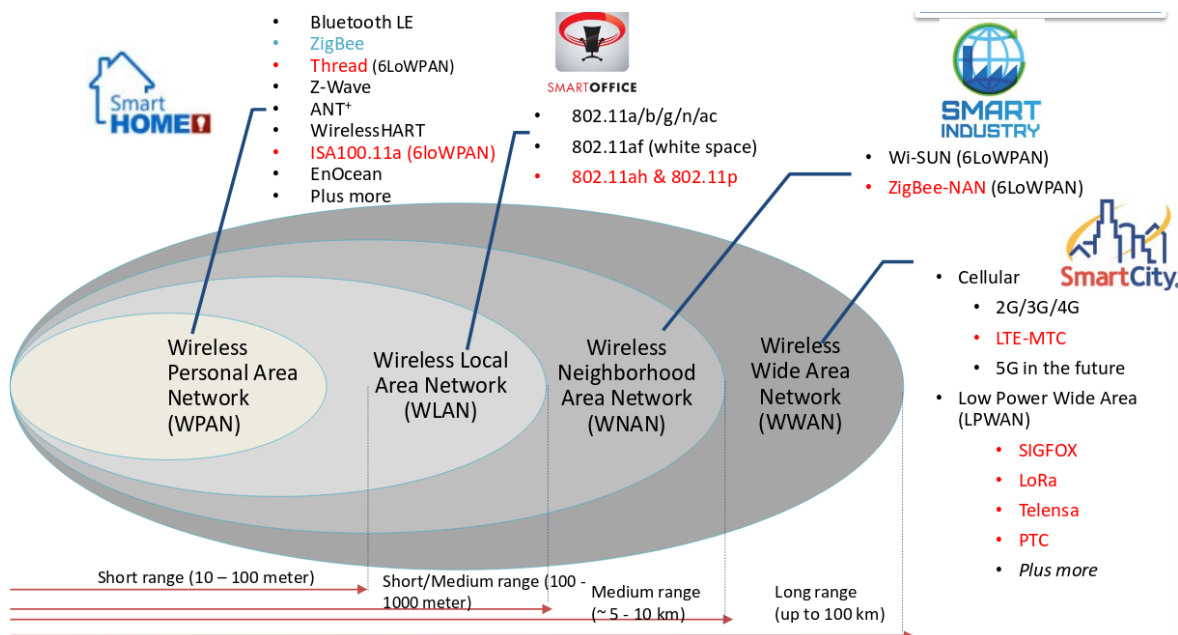 Bluetooth LE
ZigBee
Thread (6LoWPAN)
Z-Wave
ANT+
WirelessHART
ISA100.11a (6loWPAN)
EnOcean
Plus more
Smart
HOME
SMARTOFFICE
802.11a/b/g/n/ac
802.11af (white space)
802.11ah & 802.11p
SMART
INDUSTRY
Wi-SUN (6LoWPAN)
ZigBee-NAN (6LoWPAN)
SmartCity.
Cellular
2G/3G/4G
LTE-MTC
5G in the future
Low Power Wide Area
(LPWAN)
SIGFOX
LoRa
Telensa
PTC
Plus more
Wireless
Personal Area
Network
(WPAN)
Wireless Local
Area Network
(WLAN)
Wireless
Neighborhood
Area Network
(WNAN)
Wireless
Wide Area
Network
(WWAN)
Short range (10 – 100 meter)
Short/Medium range (100 -
1000 meter)
Medium range
(~ 5 - 10 km)
Long range
(up to 100 km)